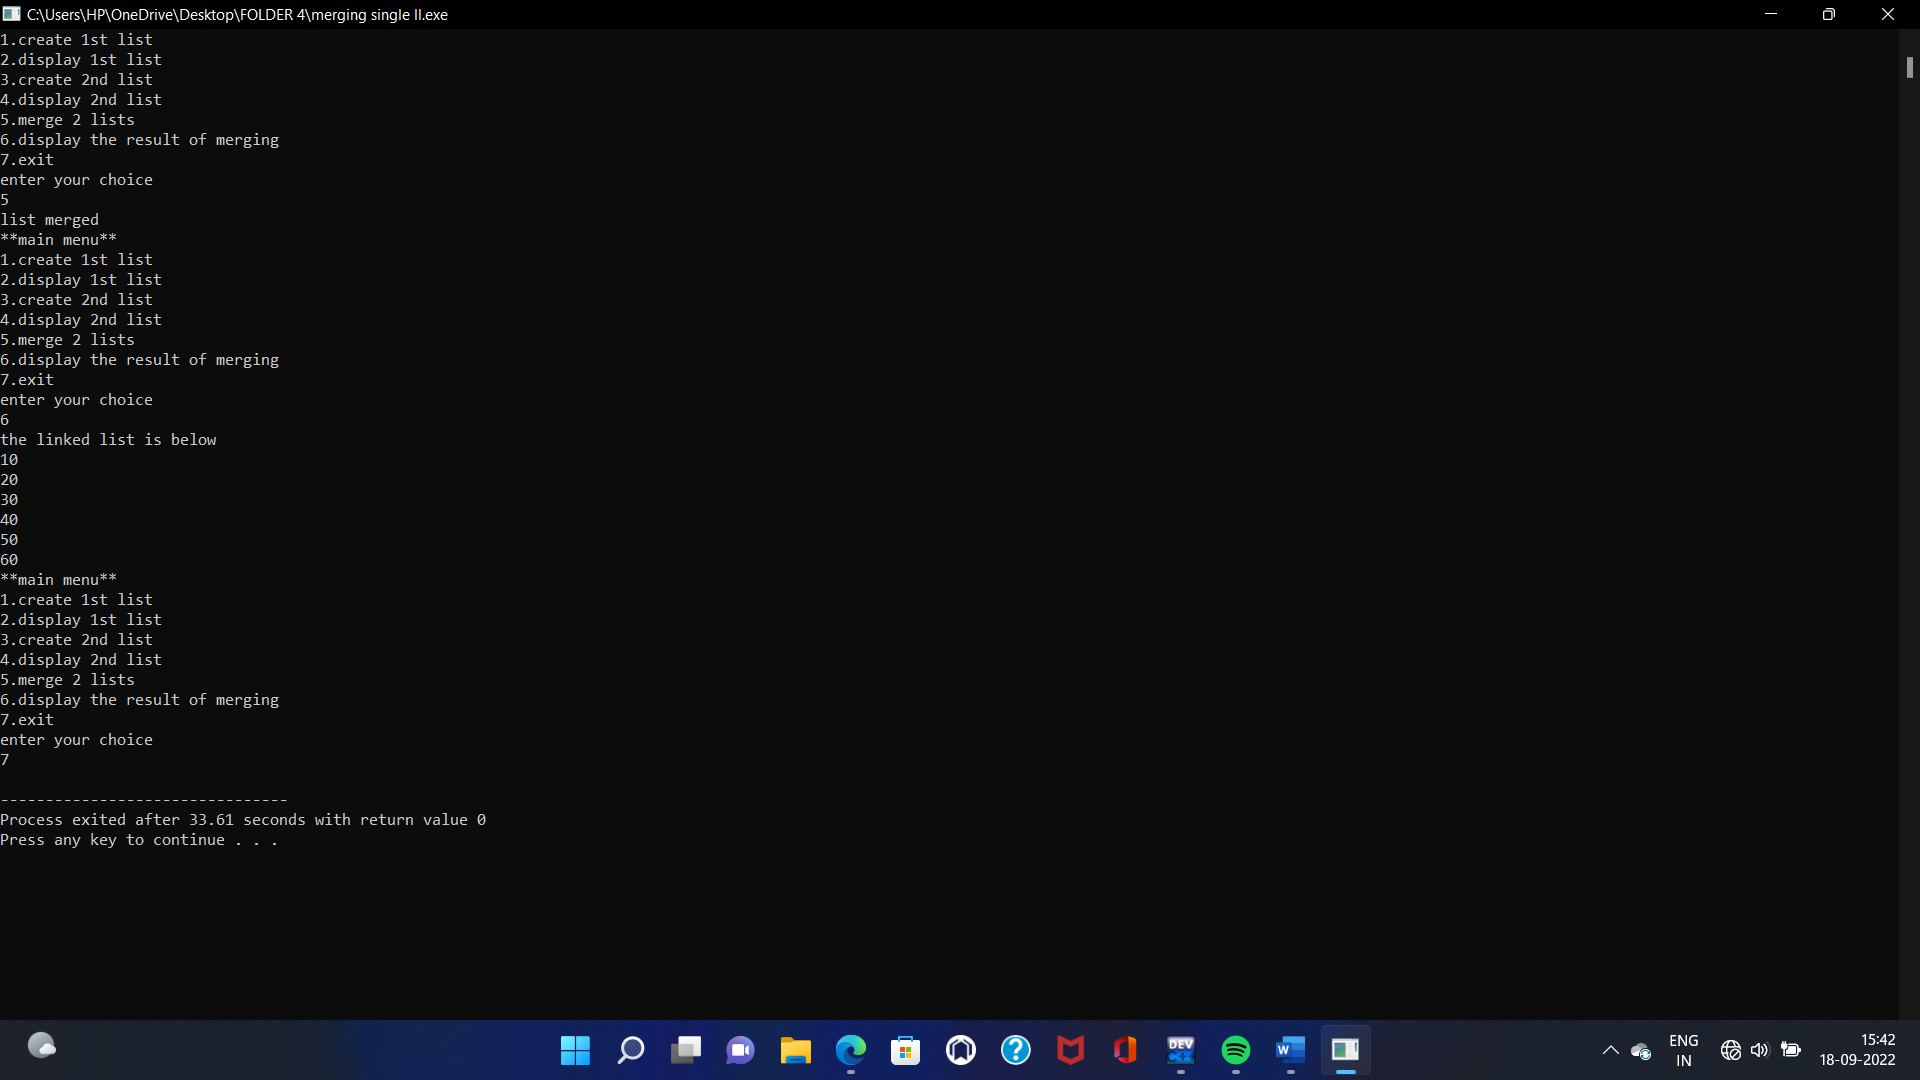 C:\Users\HP\OneDrive\Desktop\FOLDER 4\merging single ll.exe
1.create 1st list
2.display 1st list
3.create 2nd list
4.display 2nd list
5.merge 2 lists
6.display the result of merging
7.exit
enter your choice
5
list merged
**main menu**
1.create 1st list
2.display 1st list
3.create 2nd list
4.display 2nd list
5.merge 2 lists
6.display the result of merging
7.exit
enter your choice
6
the linked list is below
10
20
30
40
50
60
**main menu**
1.create 1st list
2.display 1st list
3.create 2nd list
4.display 2nd list
5.merge 2 lists
6.display the result of merging
7.exit
enter your choice
7
--------------------------------
Process exited after 33.61 seconds with return value 0
Press any key to continue . . .
DEV
C++
W
ENG
IN
15:42
18-09-2022